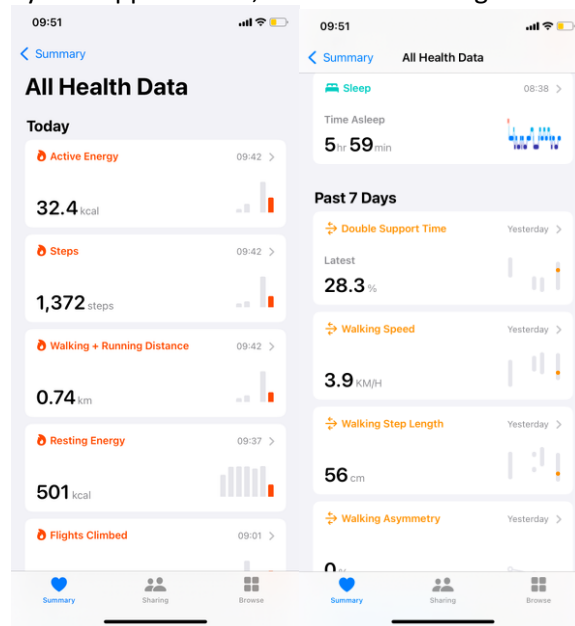 09:51
Summary
All Health Data
Today
Active Energy 09:42
32.4 kcal
Steps 09:42
1,372 steps
Walking + Running Distance 09:42
0.74 km
Resting Energy 09:37
501 kcal
Flights Climbed 09:01
Summary Sharing Browse
09:51
Summary All Health Data
Sleep 08:38
Time Asleep
5 hr 59 min
Past 7 Days
Double Support Time Yesterday
Latest
28.3 %
Walking Speed Yesterday
3.9 KM/H
Walking Step Length Yesterday
56 cm
Walking Asymmetry Yesterday
Summary Sharing Browse